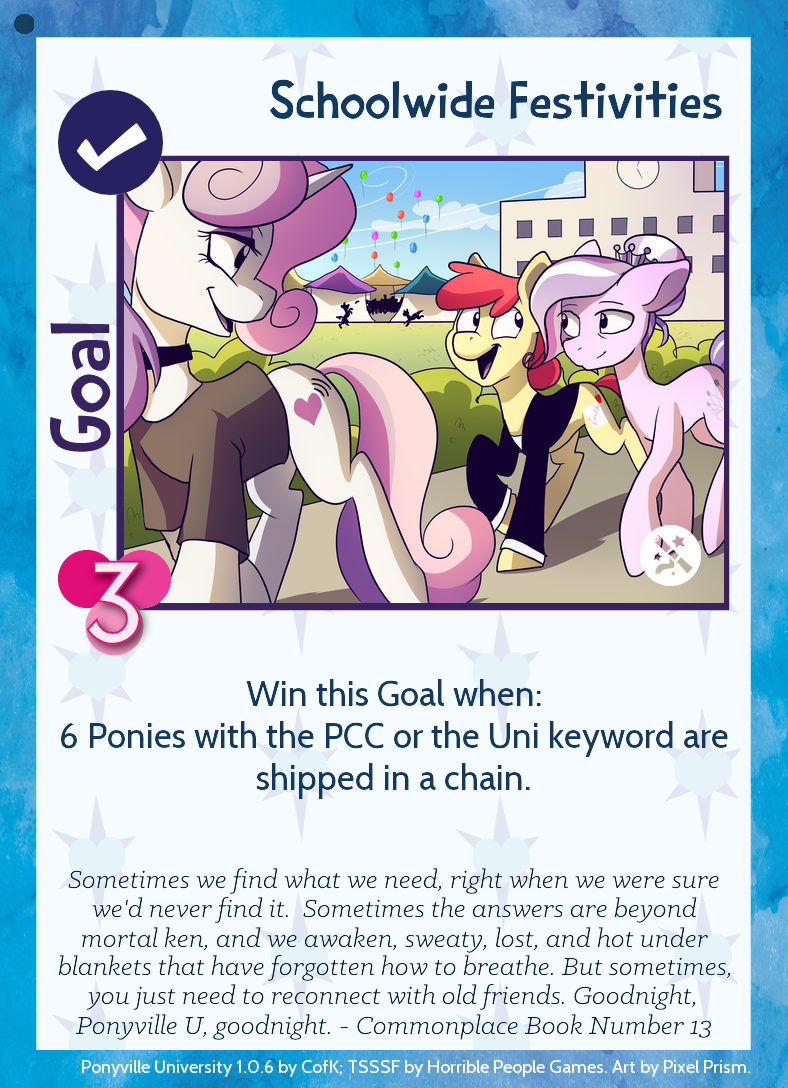 Schoolwide Festivities
Goal
3
Win this Goal when:
6 Ponies with the PCC or the Uni keyword are
shipped in a chain.
Sometimes we find what we need, right when we were sure
we'd never find it.  Sometimes the answers are beyond
mortal ken, and we awaken, sweaty, lost, and hot under
blankets that have forgotten how to breathe. But sometimes,
you just need to reconnect with old friends. Goodnight,
Ponyville U, goodnight. - Commonplace Book Number 13
Ponyville University 1.0.6 by CofK; TSSSF by Horrible People Games. Art by Pixel Prism.